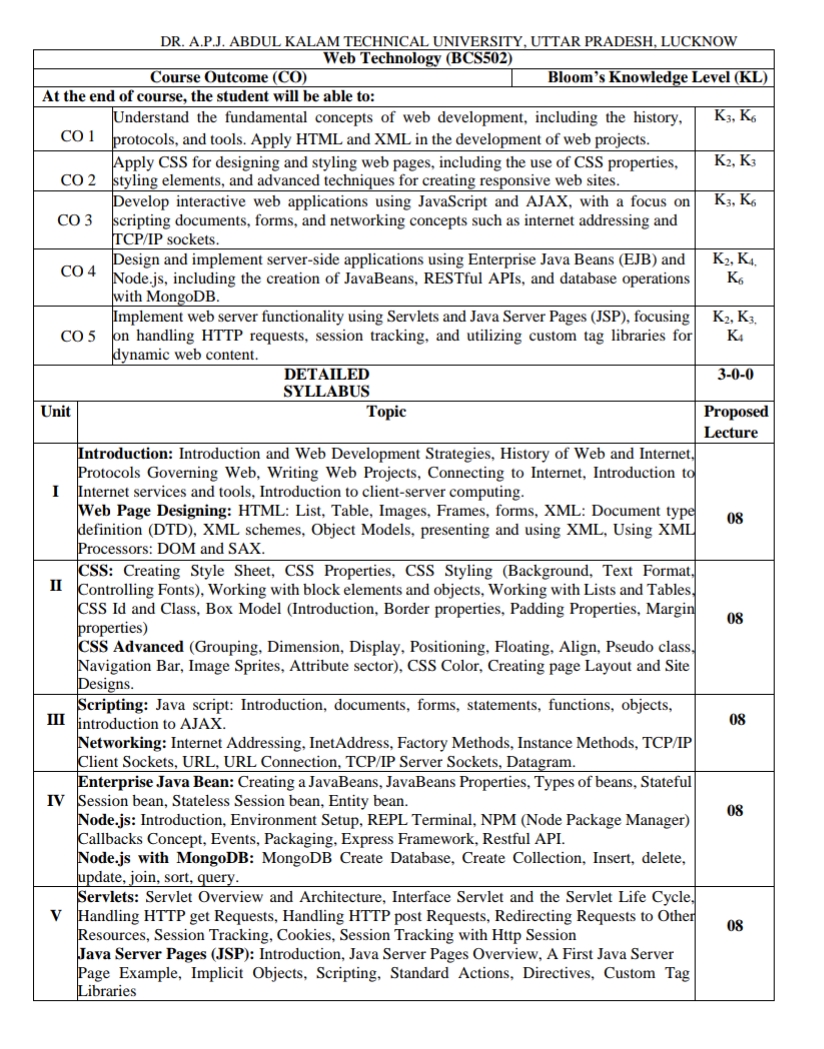 DR. A.P.J. ABDUL KALAM TECHNICAL UNIVERSITY, UTTAR PRADESH, LUCKNOW
Web Technology (BCS502)
Course Outcome (CO) Bloom's Knowledge Level (KL)
At the end of course, the student will be able to:
CO 1 Understand the fundamental concepts of web development, including the history, K3, K6
protocols, and tools. Apply HTML and XML in the development of web projects.
CO 2 Apply CSS for designing and styling web pages, including the use of CSS properties, K2, K3
styling elements, and advanced techniques for creating responsive web sites.
CO 3 Develop interactive web applications using JavaScript and AJAX, with a focus on K3, K6
scripting documents, forms, and networking concepts such as internet addressing and
TCP/IP sockets.
CO 4 Design and implement server-side applications using Enterprise Java Beans (EJB) and K2, K4,
Node.js, including the creation of JavaBeans, RESTful APIs, and database operations K6
with MongoDB.
CO 5 Implement web server functionality using Servlets and Java Server Pages (JSP), focusing K2, K3,
on handling HTTP requests, session tracking, and utilizing custom tag libraries for K4
dynamic web content.
DETAILED 3-0-0
SYLLABUS
Unit Topic Proposed
Lecture
Introduction: Introduction and Web Development Strategies, History of Web and Internet,
Protocols Governing Web, Writing Web Projects, Connecting to Internet, Introduction to
I Internet services and tools, Introduction to client-server computing.
Web Page Designing: HTML: List, Table, Images, Frames, forms, XML: Document type 08
definition (DTD), XML schemes, Object Models, presenting and using XML, Using XML
Processors: DOM and SAX.
CSS: Creating Style Sheet, CSS Properties, CSS Styling (Background, Text Format,
II Controlling Fonts), Working with block elements and objects, Working with Lists and Tables,
CSS Id and Class, Box Model (Introduction, Border properties, Padding Properties, Margin 08
properties)
CSS Advanced (Grouping, Dimension, Display, Positioning, Floating, Align, Pseudo class,
Navigation Bar, Image Sprites, Attribute sector), CSS Color, Creating page Layout and Site
Designs.
Scripting: Java script: Introduction, documents, forms, statements, functions, objects,
III introduction to AJAX. 08
Networking: Internet Addressing, InetAddress, Factory Methods, Instance Methods, TCP/IP
Client Sockets, URL, URL Connection, TCP/IP Server Sockets, Datagram.
Enterprise Java Bean: Creating a JavaBeans, JavaBeans Properties, Types of beans, Stateful
IV Session bean, Stateless Session bean, Entity bean. 08
Node.js: Introduction, Environment Setup, REPL Terminal, NPM (Node Package Manager)
Callbacks Concept, Events, Packaging, Express Framework, Restful API.
Node.js with MongoDB: MongoDB Create Database, Create Collection, Insert, delete,
update, join, sort, query.
Servlets: Servlet Overview and Architecture, Interface Servlet and the Servlet Life Cycle,
V Handling HTTP get Requests, Handling HTTP post Requests, Redirecting Requests to Other 08
Resources, Session Tracking, Cookies, Session Tracking with Http Session
Java Server Pages (JSP): Introduction, Java Server Pages Overview, A First Java Server
Page Example, Implicit Objects, Scripting, Standard Actions, Directives, Custom Tag
Libraries